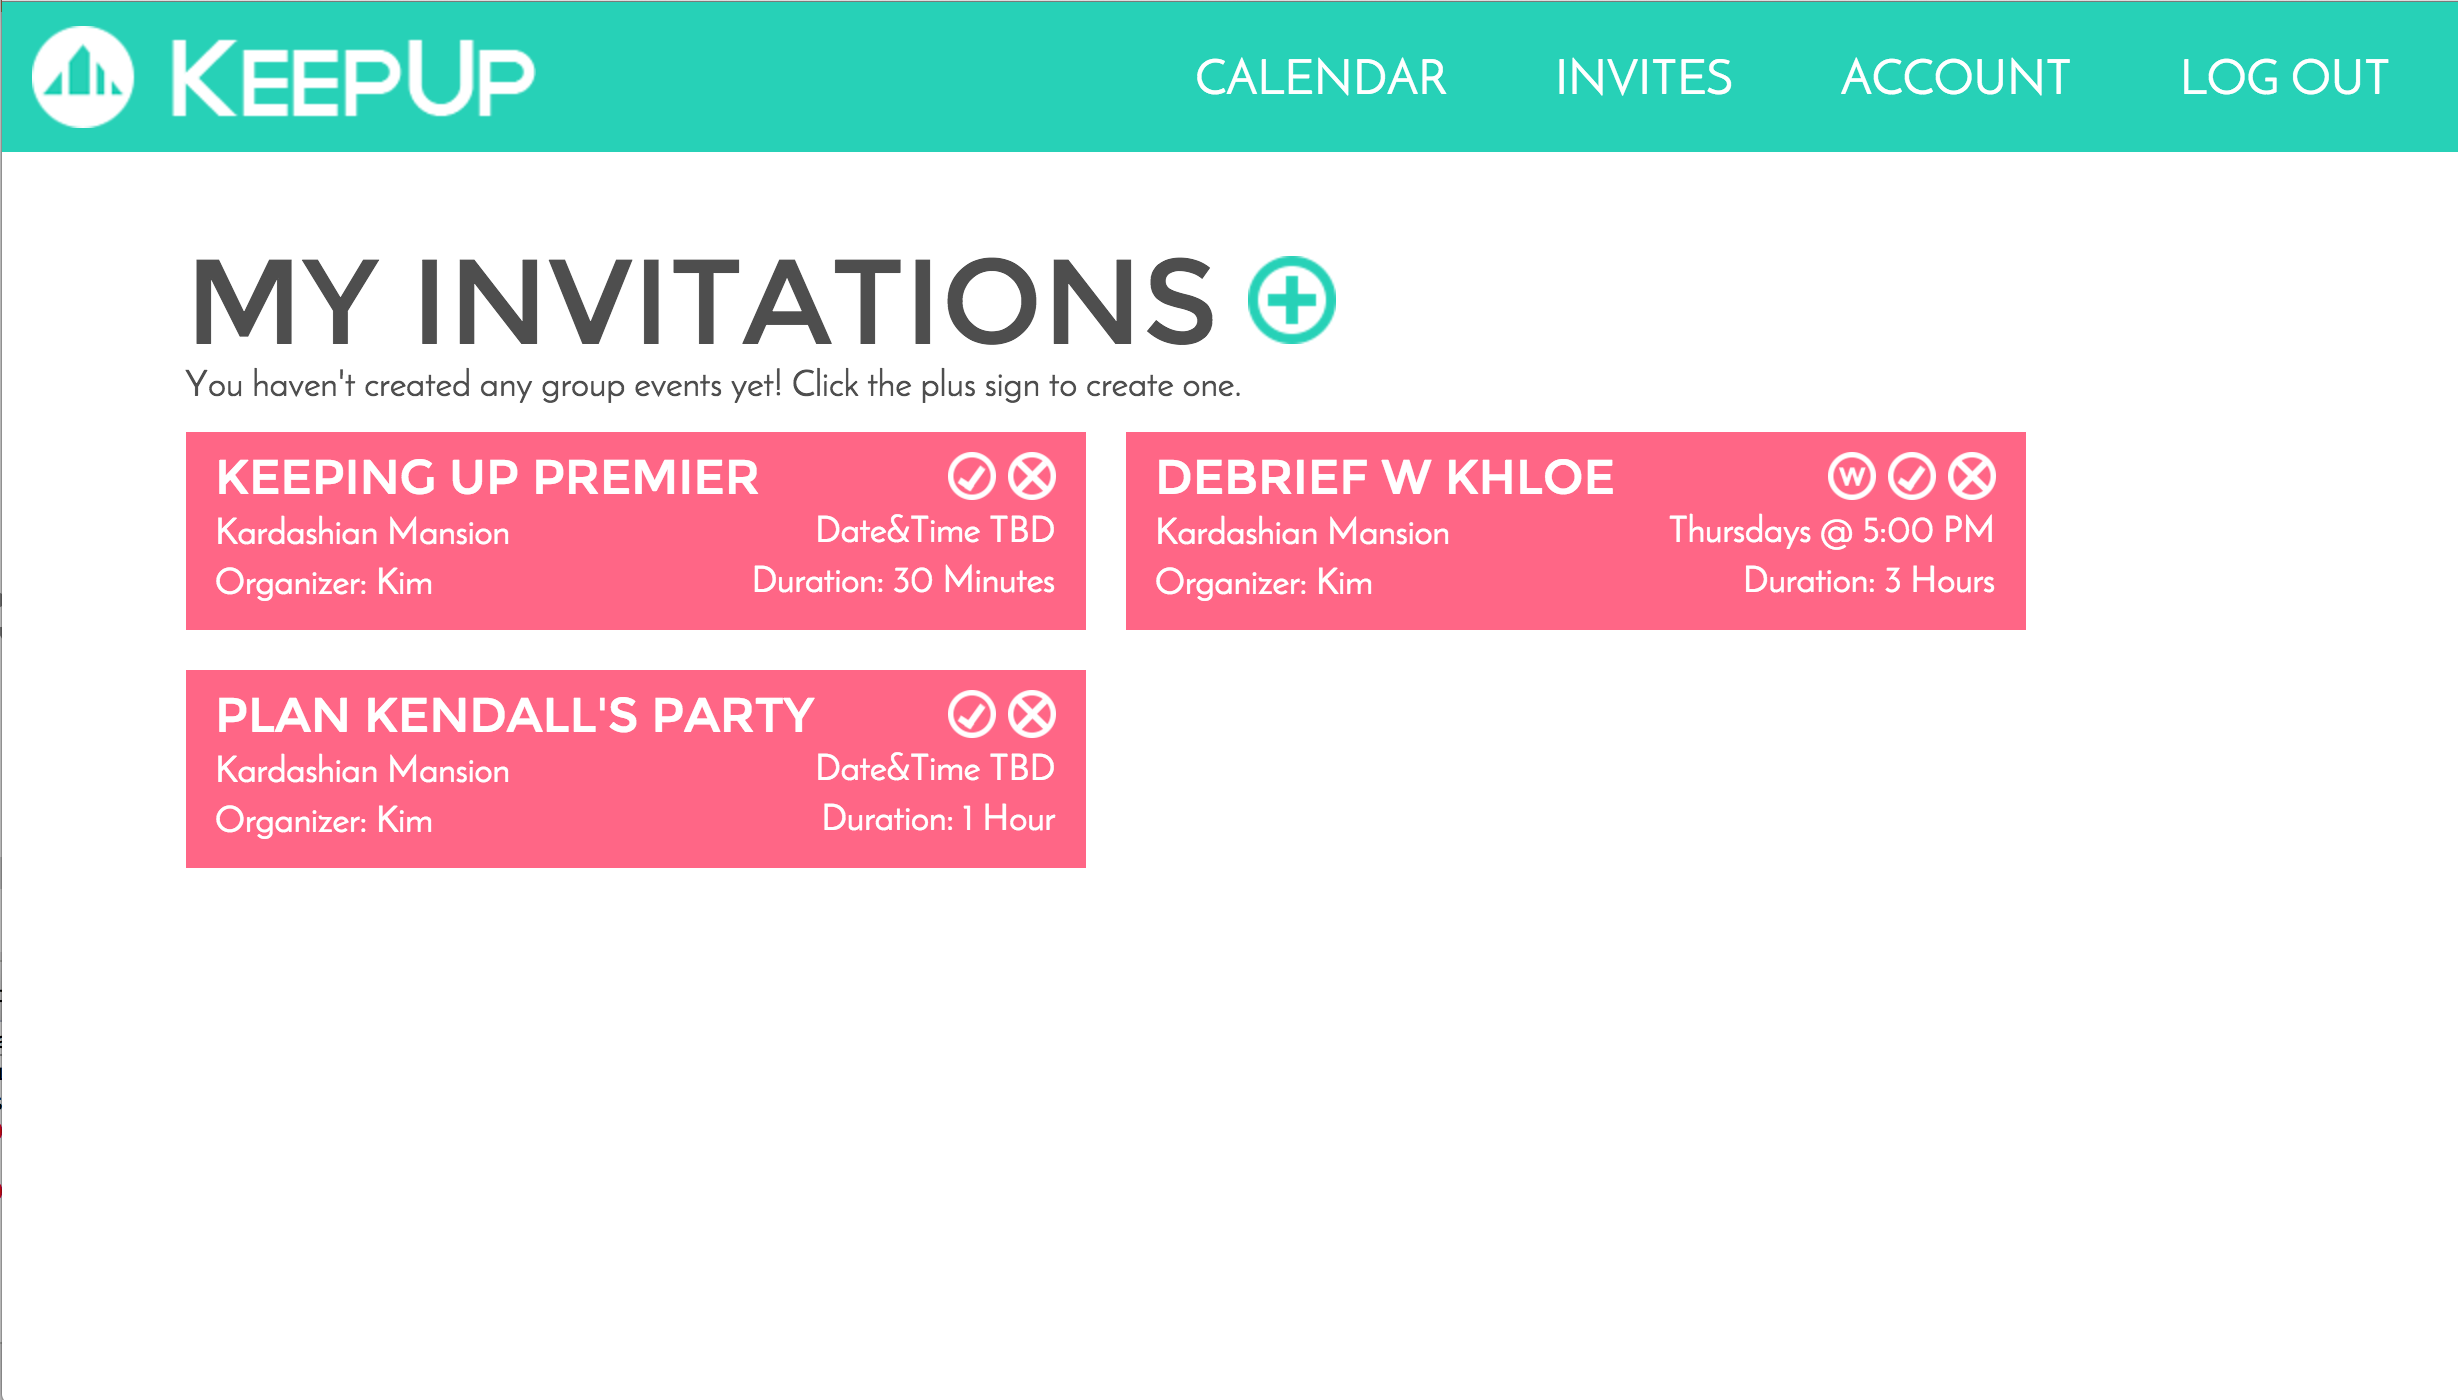 KEEPUP
CALENDAR INVITES ACCOUNT LOG OUT
MY INVITATIONS
You haven't created any group events yet! Click the plus sign to create one.
KEEPING UP PREMIER
Kardashian Mansion
Date&Time TBD
Organizer: Kim
Duration: 30 Minutes
DEBRIEF W KHLOE
W
Kardashian Mansion
Thursdays @ 5:00 PM
Organizer: Kim
Duration: 3 Hours
PLAN KENDALL'S PARTY
Kardashian Mansion
Date&Time TBD
Organizer: Kim
Duration: 1 Hour